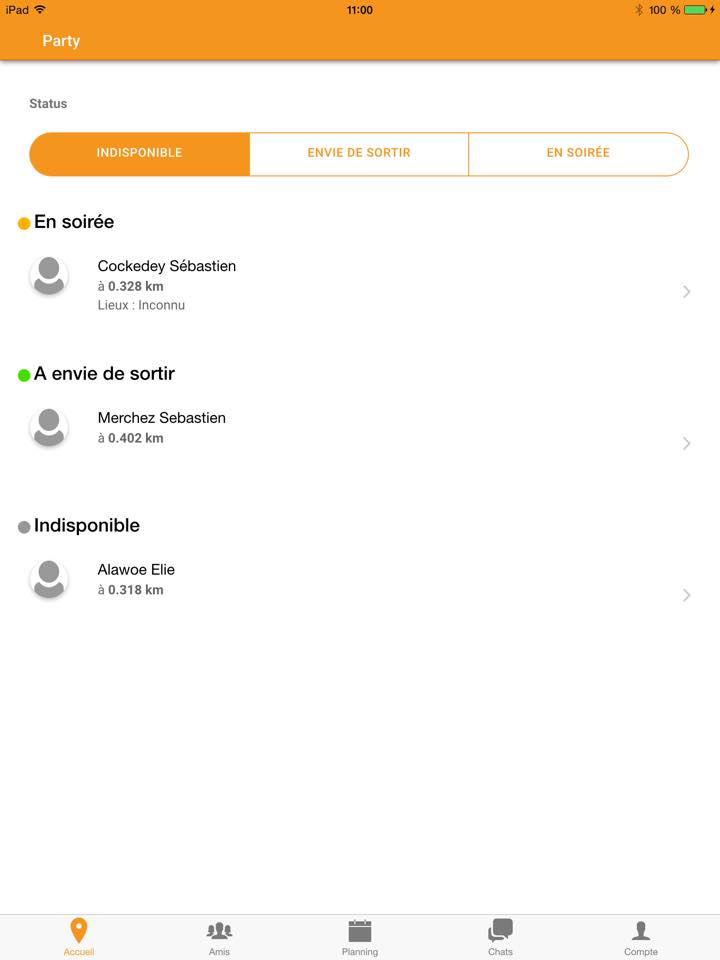 iPad 11:00 100 %
Party
Status
INDISPONIBLE ENVIE DE SORTIR EN SOIRÉE
En soirée
Cockedey Sébastien
à 0.328 km
Lieux : Inconnu
A envie de sortir
Merchez Sebastien
à 0.402 km
Indisponible
Alawoe Elie
à 0.318 km
Accueil Amis Planning Chats Compte